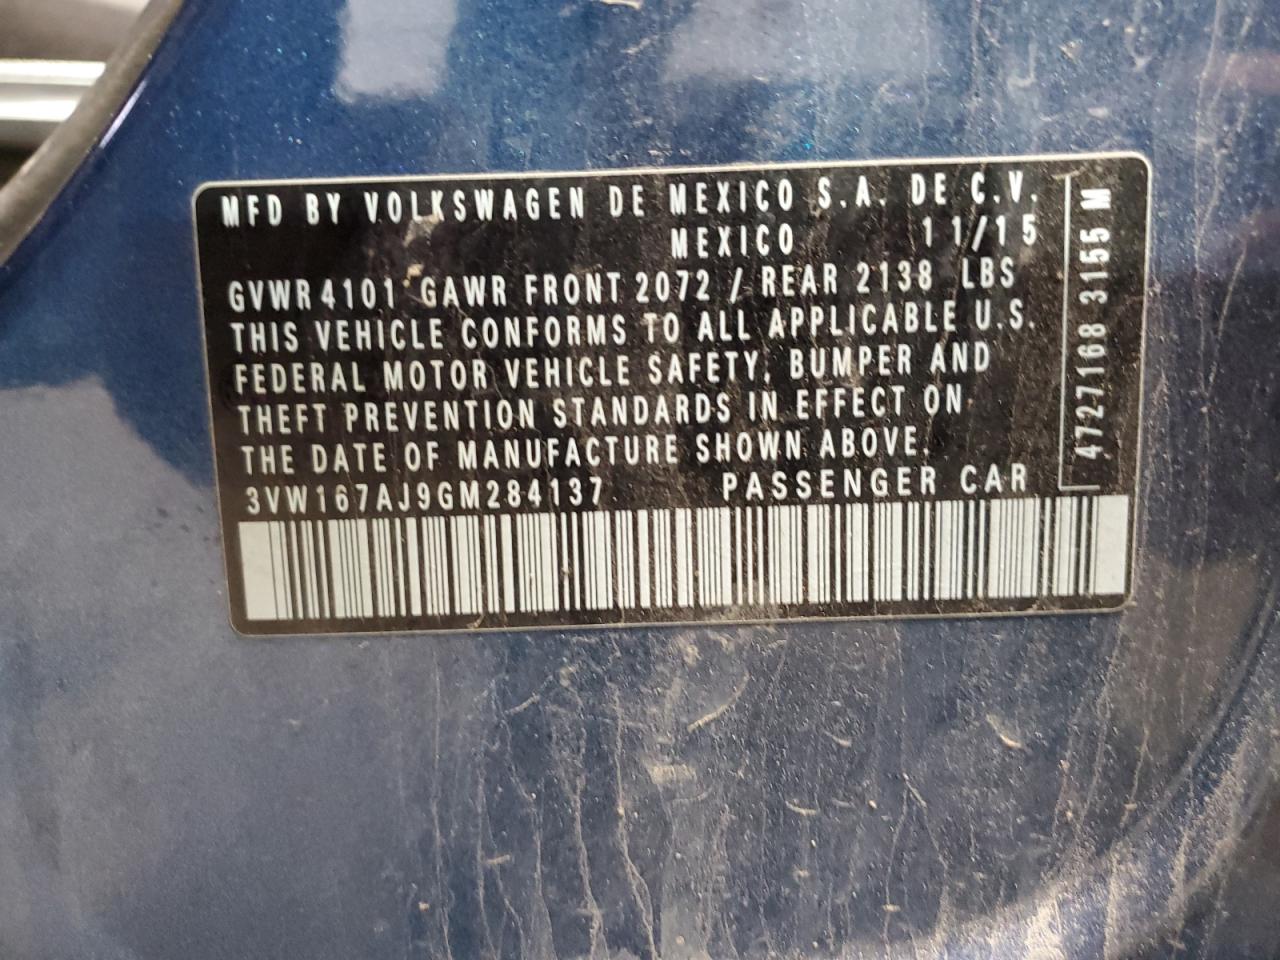 MFD BY VOLKSWAGEN DE MEXICO S.A. DE C.V.
MEXICO 11/15
GVWR 4101 GAWR FRONT 2072 / REAR 2138 LBS
THIS VEHICLE CONFORMS TO ALL APPLICABLE U.S.
FEDERAL MOTOR VEHICLE SAFETY, BUMPER AND
THEFT PREVENTION STANDARDS IN EFFECT ON
THE DATE OF MANUFACTURE SHOWN ABOVE.
3VW167AJ9GM284137 PASSENGER CAR
4727168 3155 M